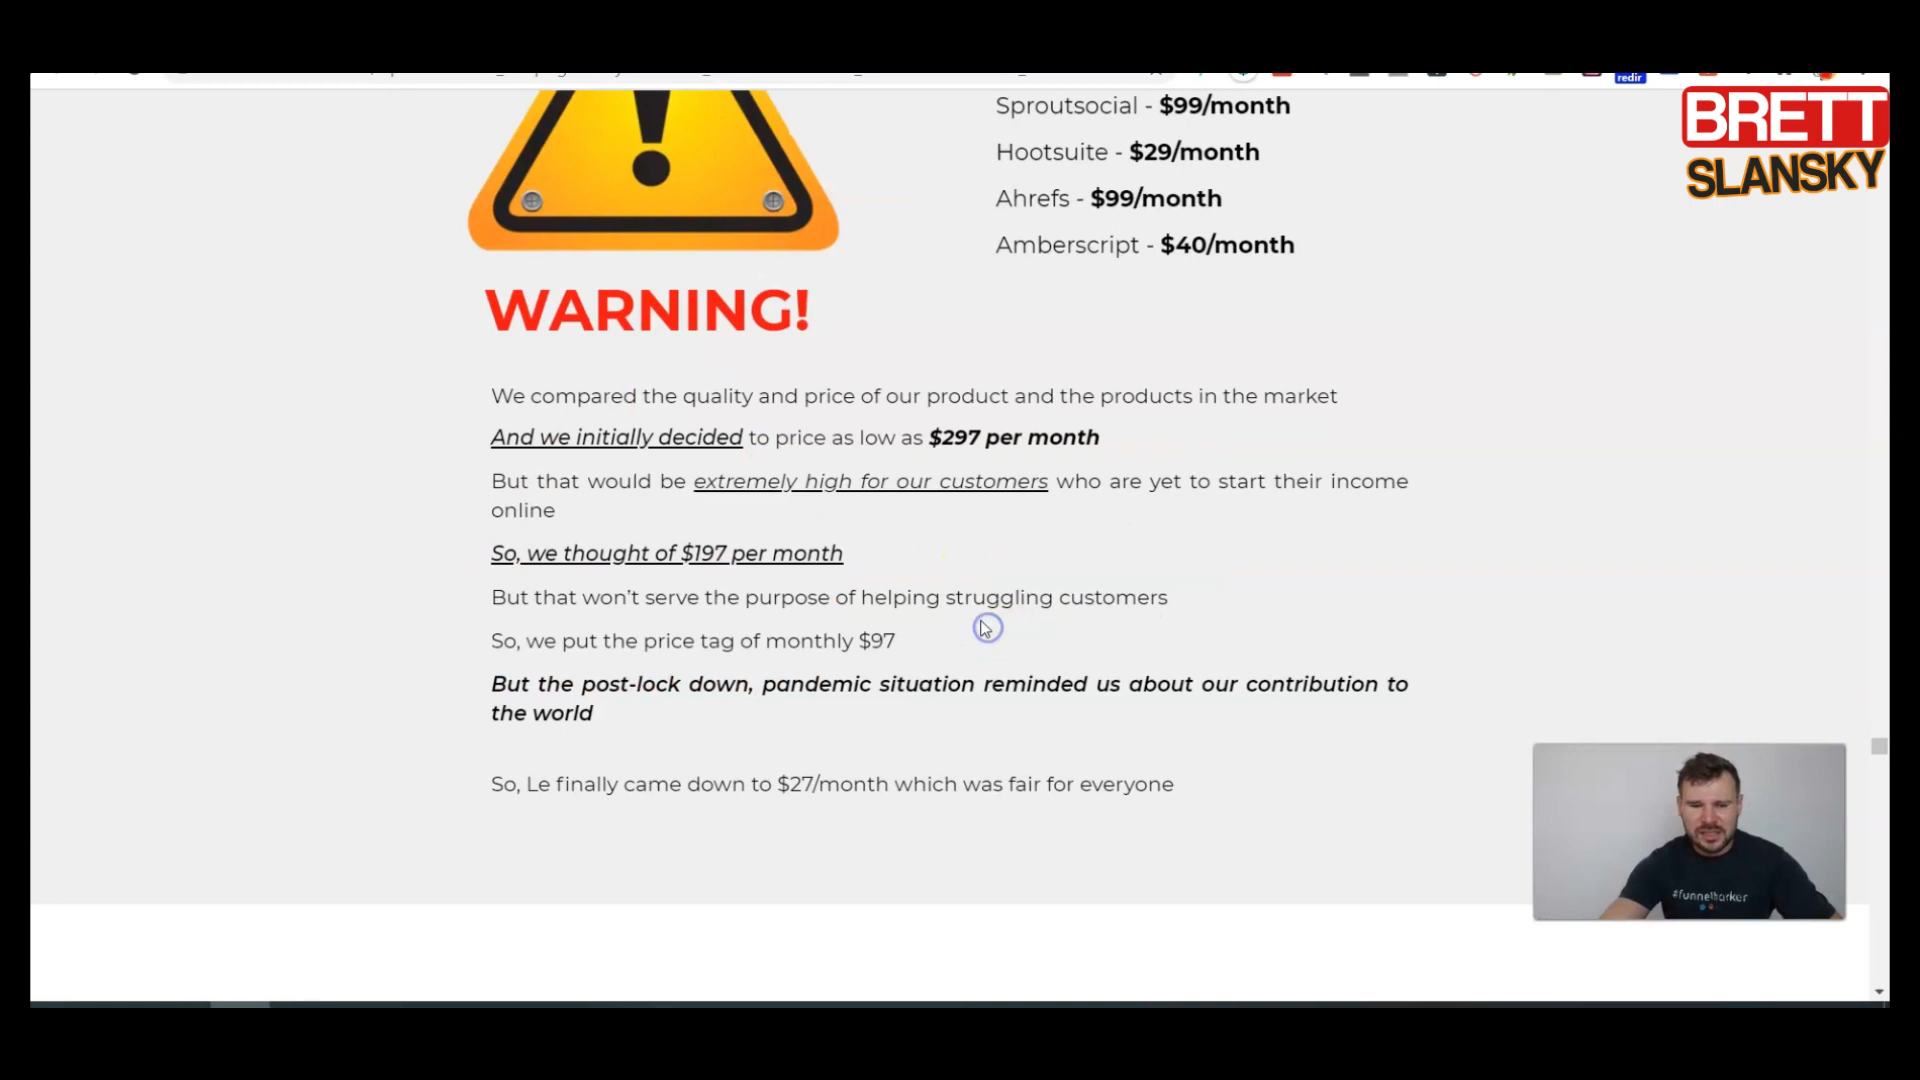 redir
BRETT
SLANSKY
Sproutsocial - $99/month
Hootsuite - $29/month
Ahrefs - $99/month
Amberscript - $40/month
WARNING!
We compared the quality and price of our product and the products in the market
And we initially decided to price as low as $297 per month
But that would be extremely high for our customers who are yet to start their income
online
So, we thought of $197 per month
But that won't serve the purpose of helping struggling customers
So, we put the price tag of monthly $97
But the post-lock down, pandemic situation reminded us about our contribution to
the world
So, Le finally came down to $27/month which was fair for everyone
#funnelhacker